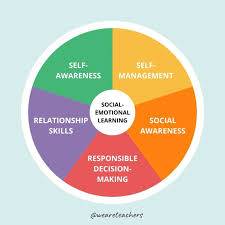 SELF-
AWARENESS
SELF-
MANAGEMENT
SOCIAL-
EMOTIONAL
LEARNING
RELATIONSHIP
SKILLS
SOCIAL
AWARENESS
RESPONSIBLE
DECISION-
MAKING
@weareteachers